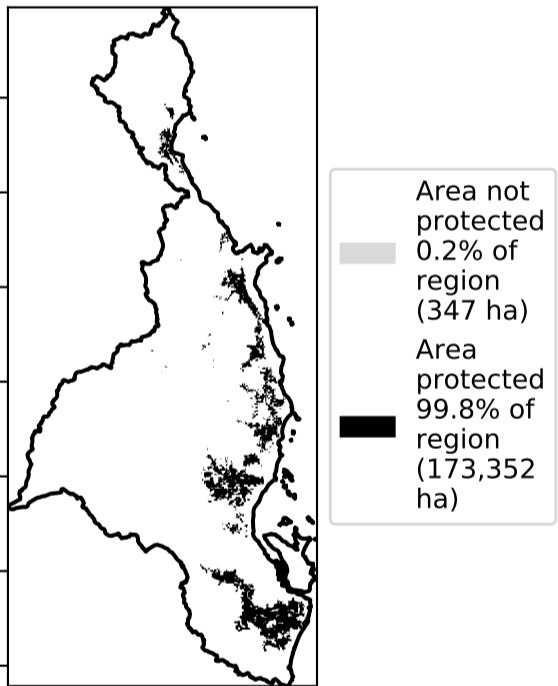 Area not
protected
0.2% of
region
(347 ha)
Area
protected
99.8% of
region
(173,352
ha)